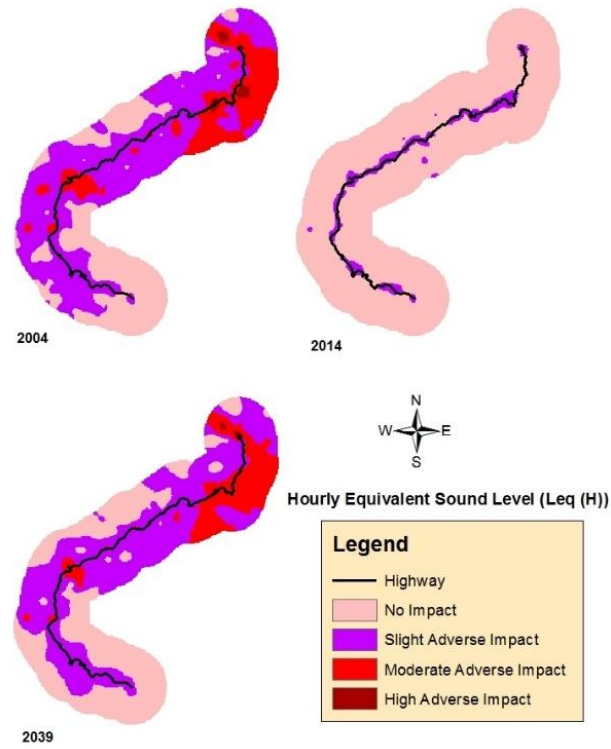 2004
2014
N
W E
S
Hourly Equivalent Sound Level (Leq (H))
Legend
Highway
No Impact
Slight Adverse Impact
Moderate Adverse Impact
High Adverse Impact
2039